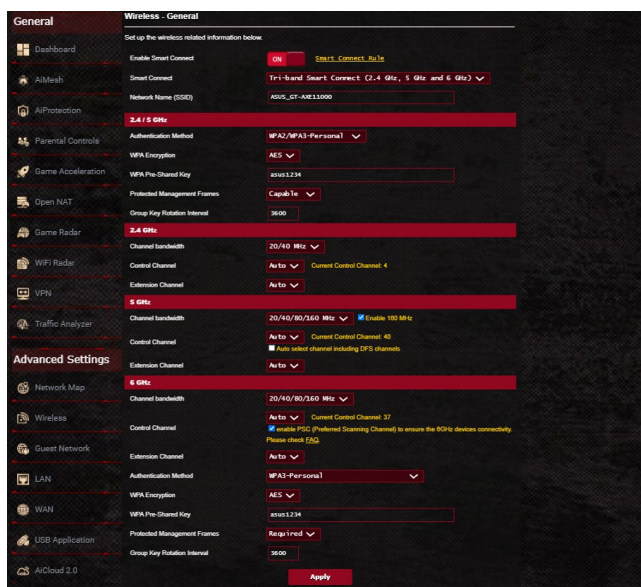 General
Dashboard
AiMesh
AiProtection
Parental Controls
Game Acceleration
Open NAT
Game Radar
WiFi Radar
VPN
Traffic Analyzer
Advanced Settings
Network Map
Wireless
Guest Network
LAN
WAN
USB Application
AiCloud 2.0
Wireless - General
Set up the wireless related information below.
Enable Smart Connect ON Smart Connect Rule
Smart Connect Tri-band Smart Connect (2.4 GHz, 5 GHz and 6 GHz)
Network Name (SSID) ASUS_GT-AXE11000
2.4 / 5 GHz
Authentication Method WPA2/WPA3-Personal
WPA Encryption AES
WPA Pre-Shared Key asus1234
Protected Management Frames Capable
Group Key Rotation Interval 3600
2.4 GHz
Channel bandwidth 20/40 MHz
Control Channel Auto Current Control Channel: 4
Extension Channel Auto
5 GHz
Channel bandwidth 20/40/80/160 MHz Enable 160 MHz
Control Channel Auto Current Control Channel: 40
Auto select channel including DFS channels
Extension Channel Auto
6 GHz
Channel bandwidth 20/40/80/160 MHz
Control Channel Auto Current Control Channel: 37
enable PSC (Preferred Scanning Channel) to ensure the 6GHz devices connectivity.
Please check FAQ.
Extension Channel Auto
Authentication Method WPA3-Personal
WPA Encryption AES
WPA Pre-Shared Key asus1234
Protected Management Frames Required
Group Key Rotation Interval 3600
Apply